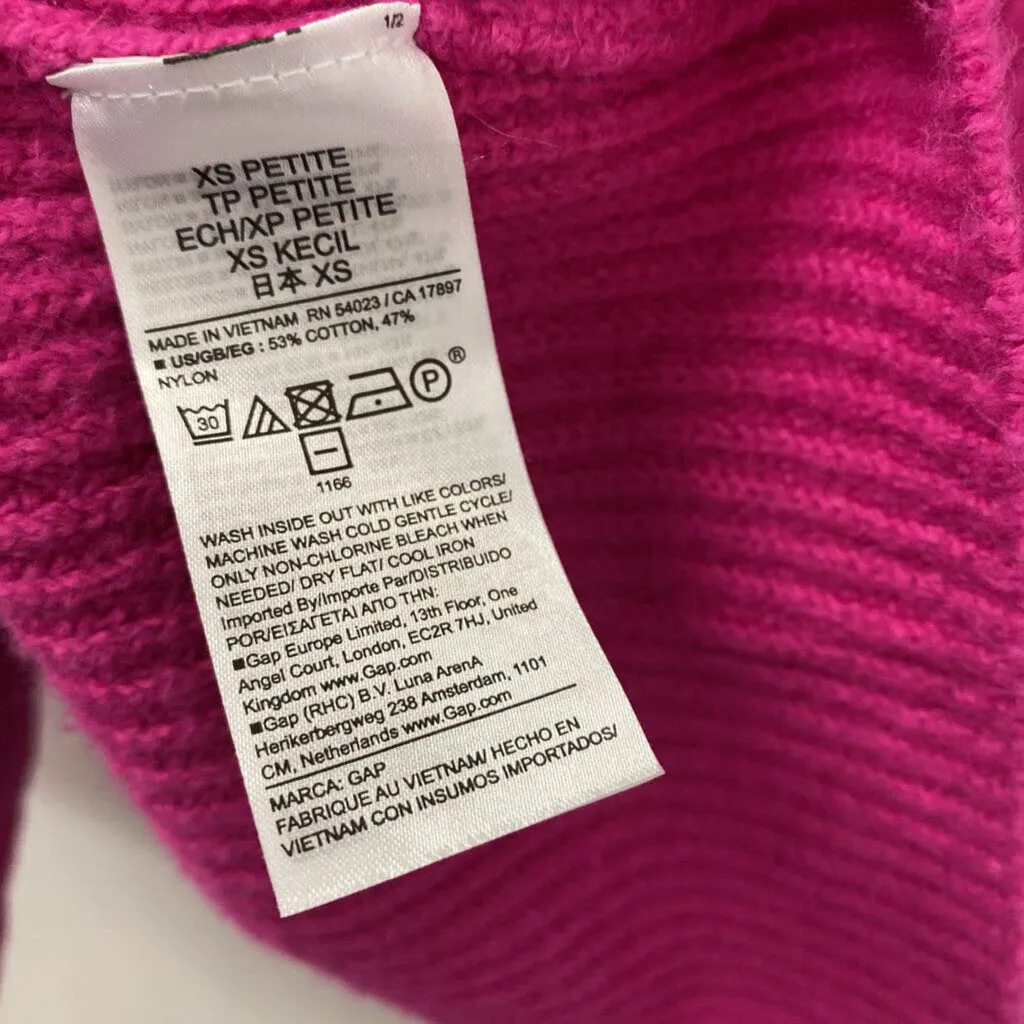 1/2
XS PETITE
TP PETITE
ECH/XP PETITE
XS KECIL
日本 XS
MADE IN VIETNAM RN 54023 / CA 17897
■ US/GB/EG : 53% COTTON, 47%
NYLON
30 P ®
1166
WASH INSIDE OUT WITH LIKE COLORS/
MACHINE WASH COLD GENTLE CYCLE/
ONLY NON-CHLORINE BLEACH WHEN
NEEDED/ DRY FLAT/ COOL IRON
Imported By/Importe Par/DISTRIBUIDO
POR/ΕΙΣΑΓΕΤΑΙ ΑΠΟ ΤΗΝ:
■Gap Europe Limited, 13th Floor, One
Angel Court, London, EC2R 7HJ, United
Kingdom www.Gap.com
■Gap (RHC) B.V. Luna ArenA
Herikerbergweg 238 Amsterdam, 1101
CM, Netherlands www.Gap.com
MARCA: GAP
FABRIQUE AU VIETNAM/ HECHO EN
VIETNAM CON INSUMOS IMPORTADOS/